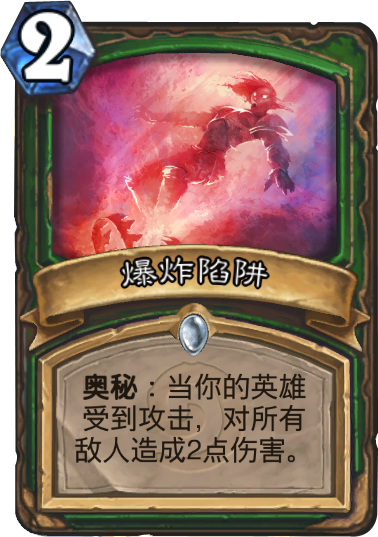 2
爆炸陷阱
奥秘：当你的英雄
受到攻击，对所有
敌人造成2点伤害。